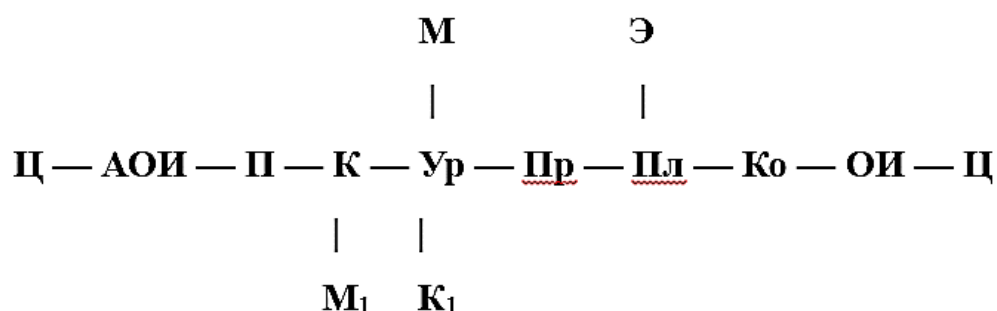 М Э
| |
Ц — АОИ — П — К — Ур — Пр — Пл — Ко — ОИ — Ц
| |
М₁ К₁